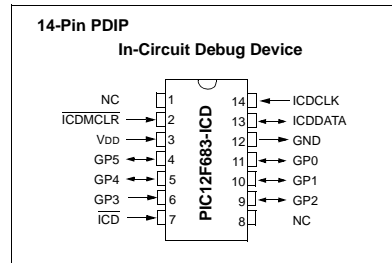 14-Pin PDIP
In-Circuit Debug Device
NC 1 14 ICDCLK
ICDMCLR 2 13 ICDDATA
VDD 3 12 GND
GP5 4 11 GP0
GP4 5 10 GP1
GP3 6 9 GP2
ICD 7 8 NC
PIC12F683-ICD